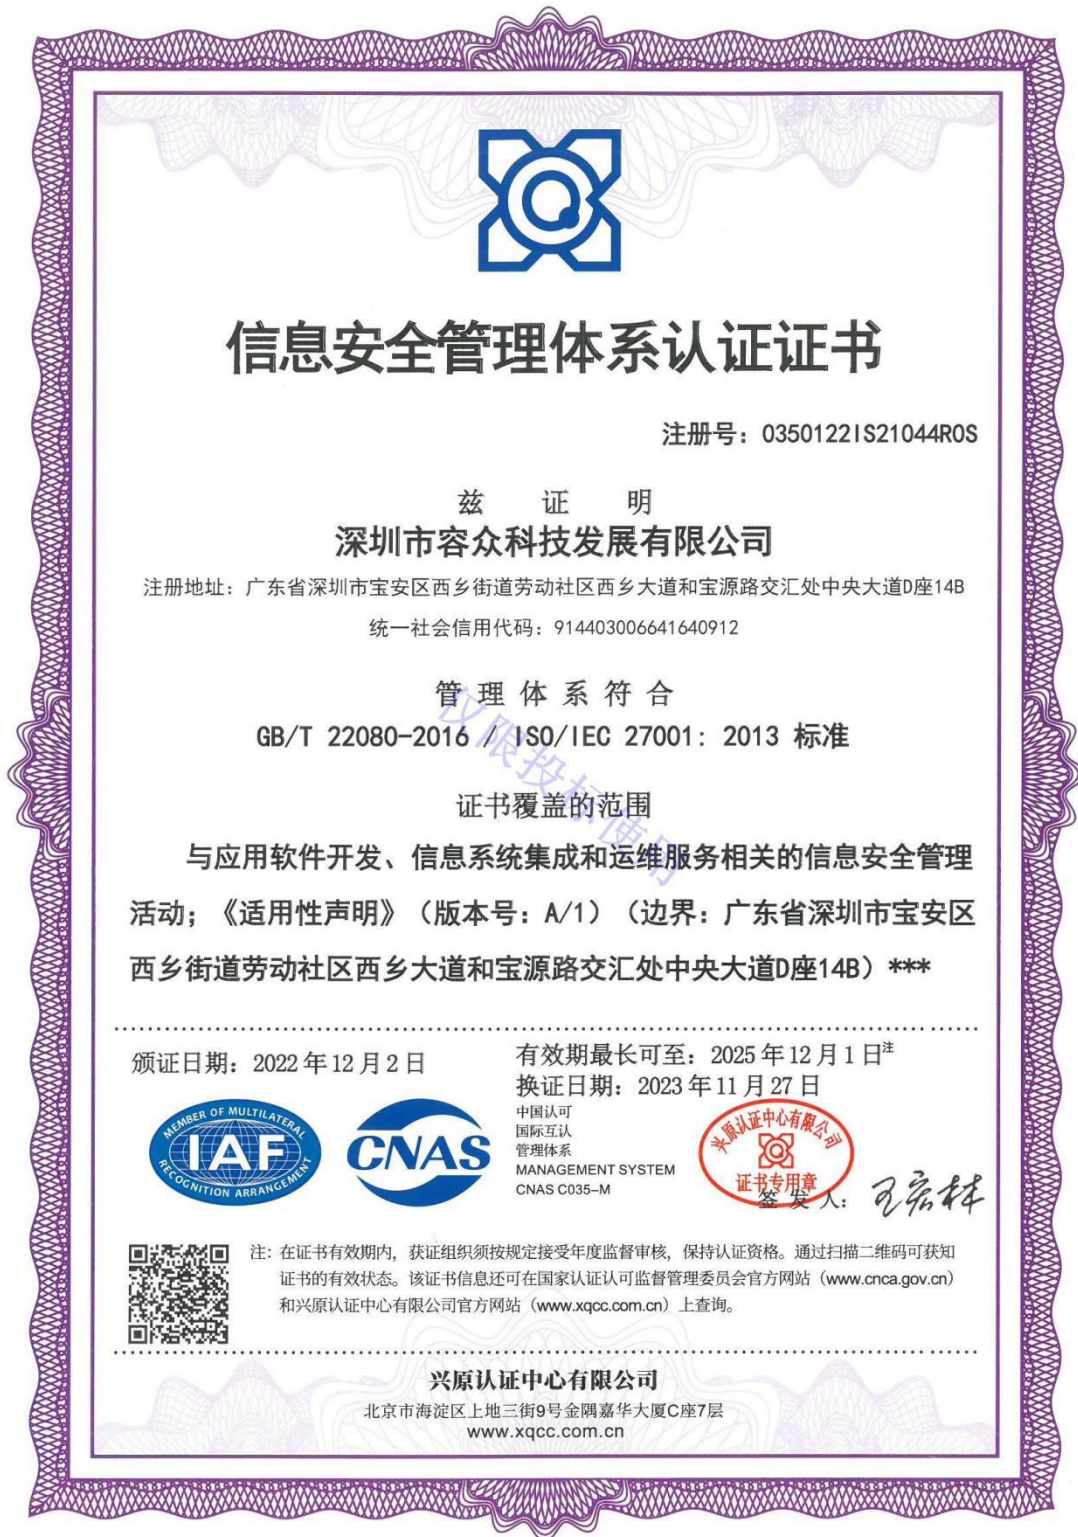 信息安全管理体系认证证书
注册号：0350122IS21044R0S
兹 证 明
深圳市容众科技发展有限公司
注册地址：广东省深圳市宝安区西乡街道劳动社区西乡大道和宝源路交汇处中央大道D座14B
统一社会信用代码：914403006641640912
管 理 体 系 符 合
GB/T 22080-2016 / ISO/IEC 27001: 2013 标准
仅限投标使用
证书覆盖的范围
与应用软件开发、信息系统集成和运维服务相关的信息安全管理
活动；《适用性声明》（版本号：A/1）（边界：广东省深圳市宝安区
西乡街道劳动社区西乡大道和宝源路交汇处中央大道D座14B）***
颁证日期：2022年12月2日
有效期最长可至：2025年12月1日注
换证日期：2023年11月27日
MEMBER OF MULTILATERAL
IAF
RECOGNITION ARRANGEMENT
CNAS
中国认可
国际互认
管理体系
MANAGEMENT SYSTEM
CNAS C035-M
兴原认证中心有限公司
证书专用章
签 发 人：王宏林
注：在证书有效期内，获证组织须按规定接受年度监督审核，保持认证资格。通过扫描二维码可获知
证书的有效状态。该证书信息还可在国家认证认可监督管理委员会官方网站（www.cnca.gov.cn）
和兴原认证中心有限公司官方网站（www.xqcc.com.cn）上查询。
兴原认证中心有限公司
北京市海淀区上地三街9号金隅嘉华大厦C座7层
www.xqcc.com.cn